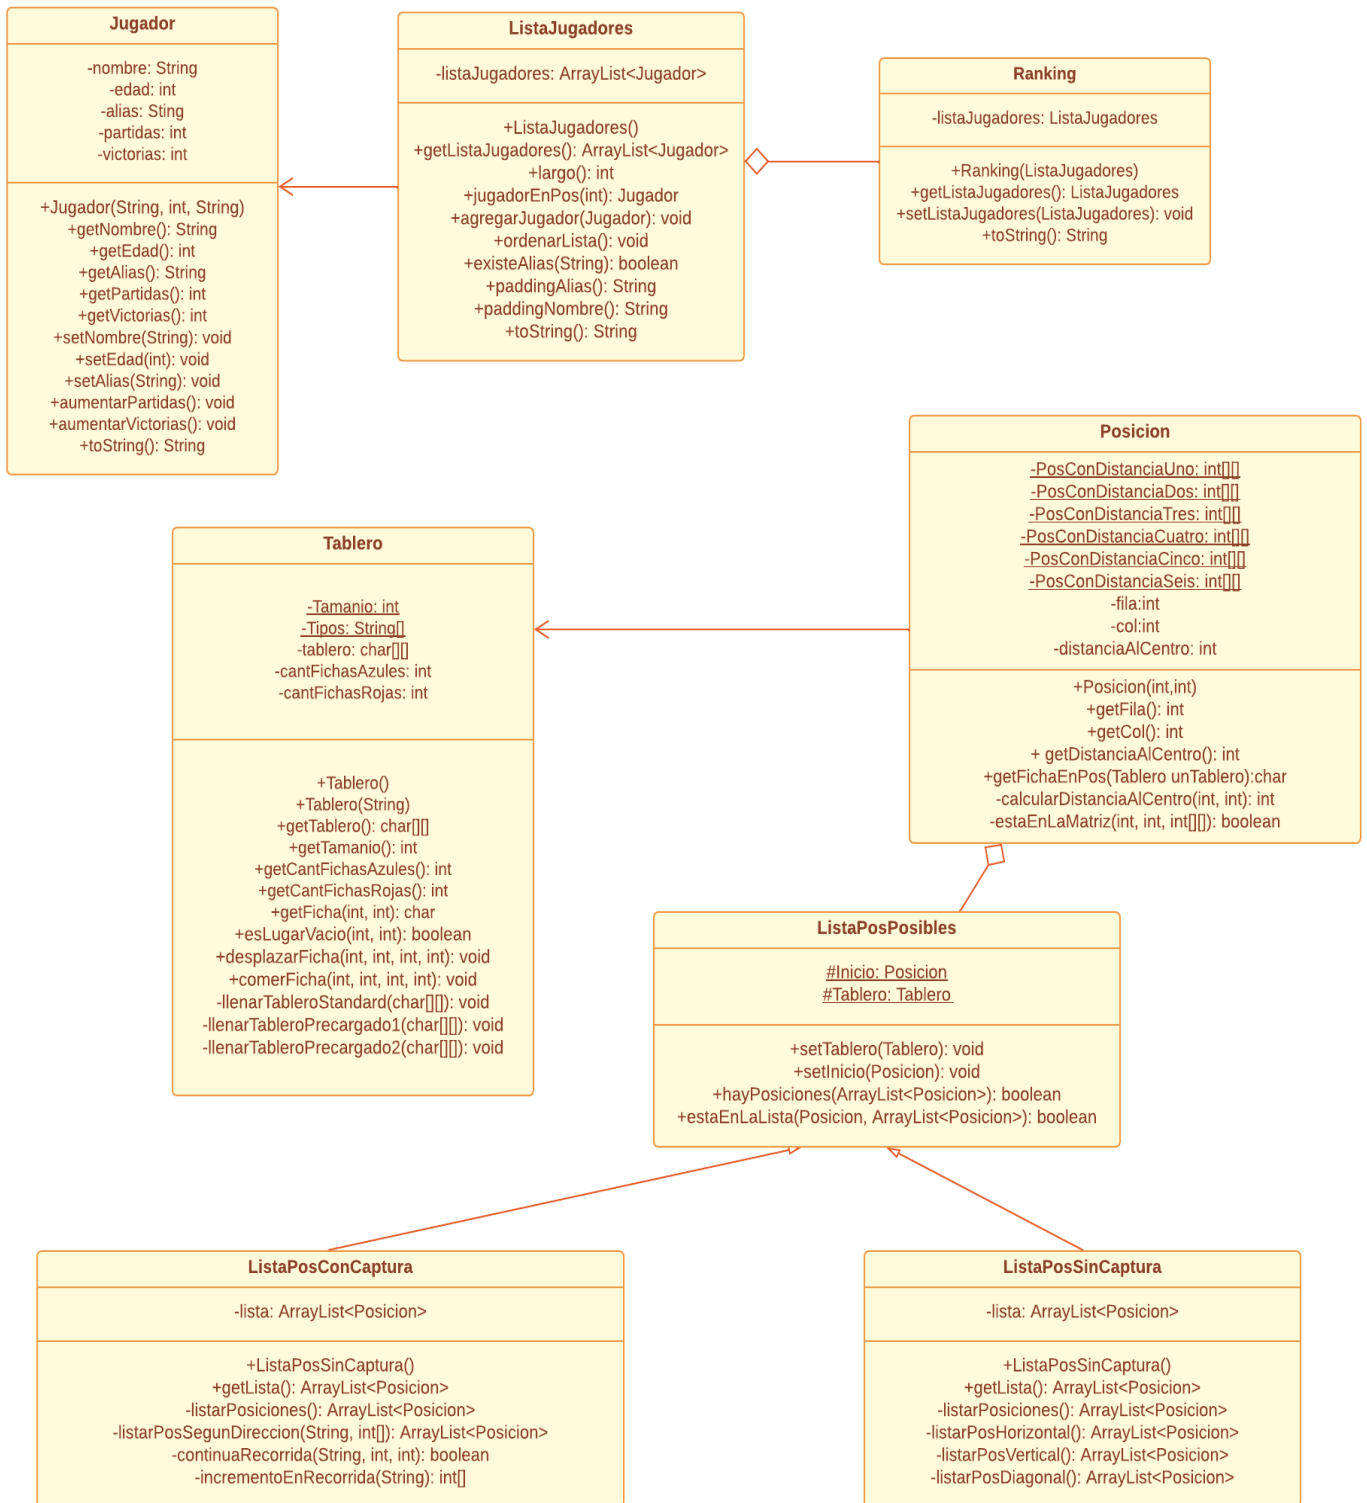 Jugador
-nombre: String
-edad: int
-alias: Sting
-partidas: int
-victorias: int
+Jugador(String, int, String)
+getNombre(): String
+getEdad(): int
+getAlias(): String
+getPartidas(): int
+getVictorias(): int
+setNombre(String): void
+setEdad(int): void
+setAlias(String): void
+aumentarPartidas(): void
+aumentarVictorias(): void
+toString(): String
ListaJugadores
-listaJugadores: ArrayList<Jugador>
+ListaJugadores()
+getListaJugadores(): ArrayList<Jugador>
+largo(): int
+jugadorEnPos(int): Jugador
+agregarJugador(Jugador): void
+ordenarLista(): void
+existeAlias(String): boolean
+paddingAlias(): String
+paddingNombre(): String
+toString(): String
Ranking
-listaJugadores: ListaJugadores
+Ranking(ListaJugadores)
+getListaJugadores(): ListaJugadores
+setListaJugadores(ListaJugadores): void
+toString(): String
Posicion
-PosConDistanciaUno: int[][]
-PosConDistanciaDos: int[][]
-PosConDistanciaTres: int[][]
-PosConDistanciaCuatro: int[][]
-PosConDistanciaCinco: int[][]
-PosConDistanciaSeis: int[][]
-fila:int
-col:int
-distanciaAlCentro: int
+Posicion(int,int)
+getFila(): int
+getCol(): int
+ getDistanciaAlCentro(): int
+getFichaEnPos(Tablero unTablero):char
-calcularDistanciaAlCentro(int, int): int
-estaEnLaMatriz(int, int, int[][]): boolean
Tablero
-Tamanio: int
-Tipos: String[]
-tablero: char[][]
-cantFichasAzules: int
-cantFichasRojas: int
+Tablero()
+Tablero(String)
+getTablero(): char[][]
+getTamanio(): int
+getCantFichasAzules(): int
+getCantFichasRojas(): int
+getFicha(int, int): char
+esLugarVacio(int, int): boolean
+desplazarFicha(int, int, int, int): void
+comerFicha(int, int, int, int): void
-llenarTableroStandard(char[][]): void
-llenarTableroPrecargado1(char[][]): void
-llenarTableroPrecargado2(char[][]): void
ListaPosPosibles
#Inicio: Posicion
#Tablero: Tablero
+setTablero(Tablero): void
+setInicio(Posicion): void
+hayPosiciones(ArrayList<Posicion>): boolean
+estaEnLaLista(Posicion, ArrayList<Posicion>): boolean
ListaPosConCaptura
-lista: ArrayList<Posicion>
+ListaPosSinCaptura()
+getLista(): ArrayList<Posicion>
-listarPosiciones(): ArrayList<Posicion>
-listarPosSegunDireccion(String, int[]): ArrayList<Posicion>
-continuaRecorrida(String, int, int): boolean
-incrementoEnRecorrida(String): int[]
ListaPosSinCaptura
-lista: ArrayList<Posicion>
+ListaPosSinCaptura()
+getLista(): ArrayList<Posicion>
-listarPosiciones(): ArrayList<Posicion>
-listarPosHorizontal(): ArrayList<Posicion>
-listarPosVertical(): ArrayList<Posicion>
-listarPosDiagonal(): ArrayList<Posicion>